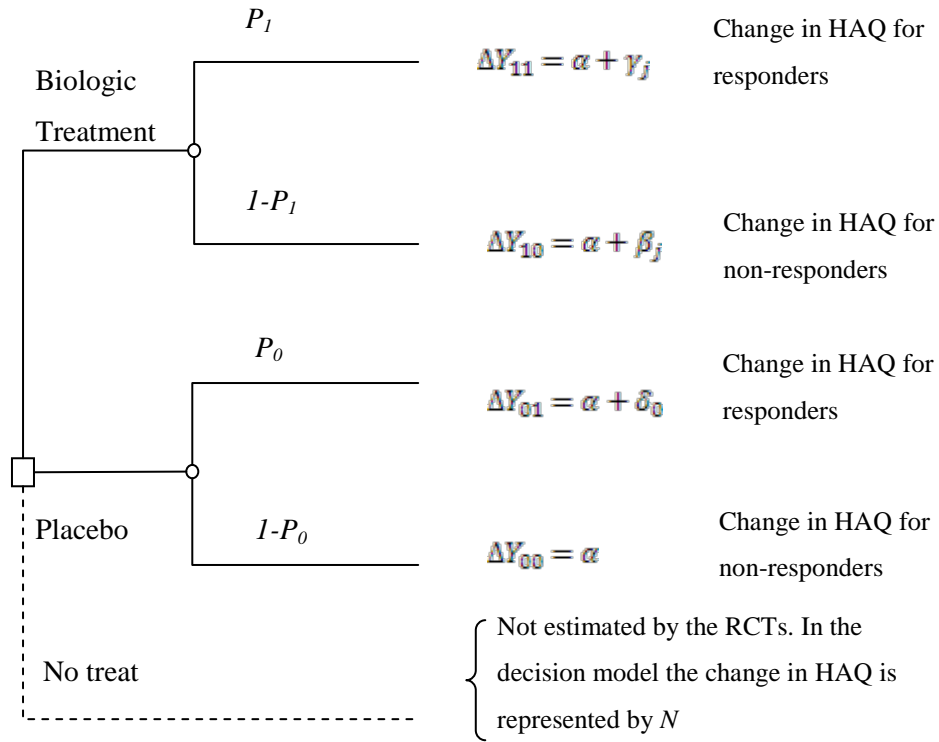 P₁
Change in HAQ for
responders
ΔY₁₁ = α + γⱼ
Biologic
Treatment
1-P₁
Change in HAQ for
non-responders
ΔY₁₀ = α + βⱼ
P₀
Change in HAQ for
responders
ΔY₀₁ = α + δ₀
Placebo
1-P₀
Change in HAQ for
non-responders
ΔY₀₀ = α
No treat
Not estimated by the RCTs. In the
decision model the change in HAQ is
represented by N